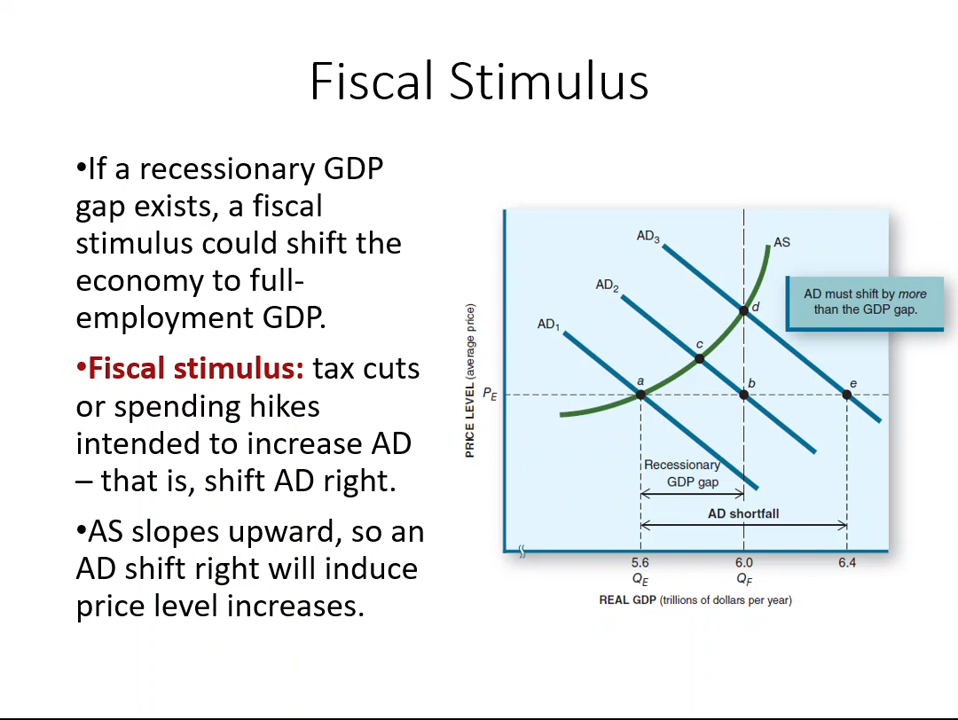 Fiscal Stimulus
•If a recessionary GDP
gap exists, a fiscal
stimulus could shift the
economy to full-
employment GDP.
•Fiscal stimulus: tax cuts
or spending hikes
intended to increase AD
– that is, shift AD right.
•AS slopes upward, so an
AD shift right will induce
price level increases.
PRICE LEVEL (average price)
AD3
AS
AD2
AD must shift by more
than the GDP gap.
AD1
d
c
a
b
e
PE
Recessionary
GDP gap
AD shortfall
5.6
6.0
6.4
QE
QF
REAL GDP (trillions of dollars per year)